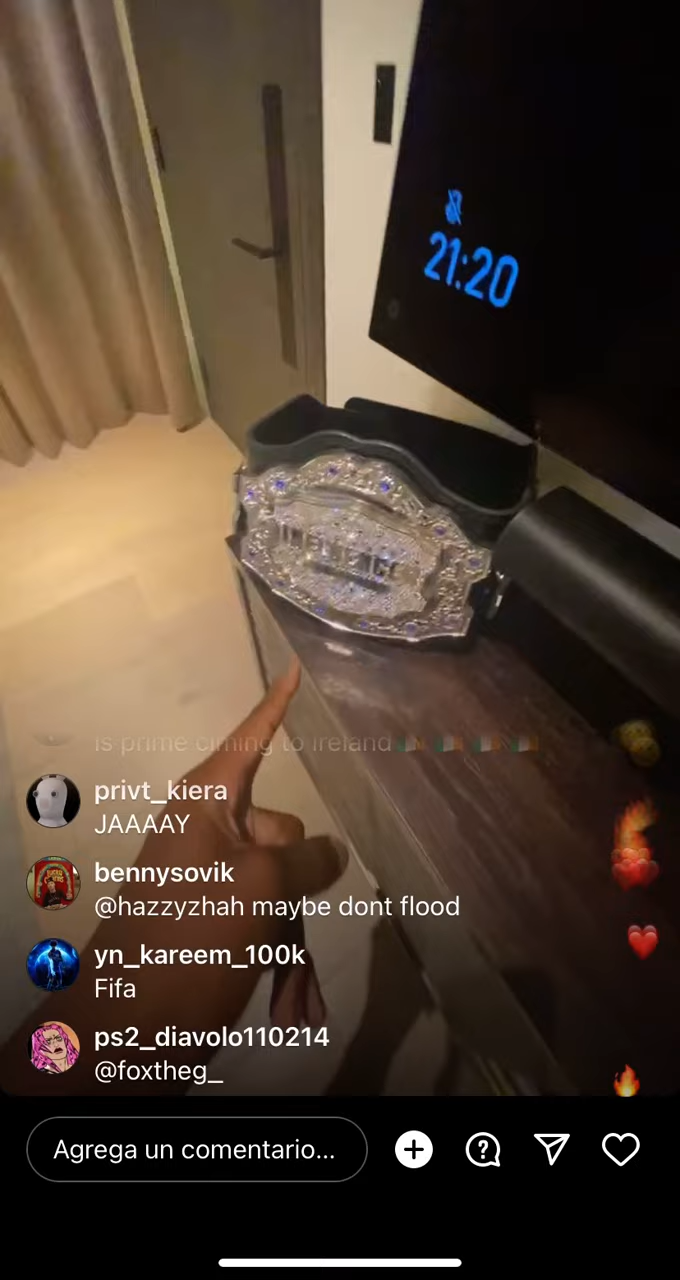 21:20
is prime ciming to ireland
privt_kiera
JAAAAY
bennysovik
@hazzyzhah maybe dont flood
yn_kareem_100k
Fifa
ps2_diavolo110214
@foxtheg_
Agrega un comentario...